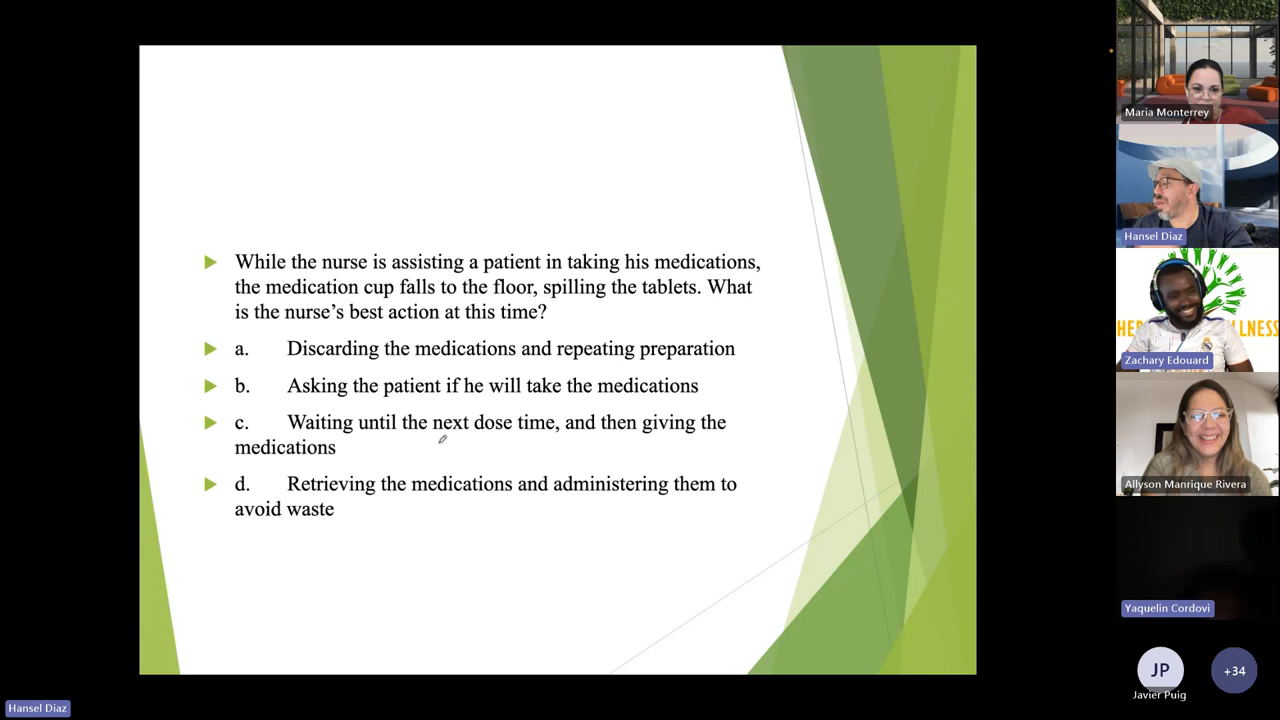 While the nurse is assisting a patient in taking his medications,
the medication cup falls to the floor, spilling the tablets. What
is the nurse's best action at this time?
a. Discarding the medications and repeating preparation
b. Asking the patient if he will take the medications
c. Waiting until the next dose time, and then giving the
medications
d. Retrieving the medications and administering them to
avoid waste
Maria Monterrey
Hansel Diaz
Zachary Edouard
Allyson Manrique Rivera
Yaquelin Cordovi
JP
Javier Puig
+34
Hansel Diaz